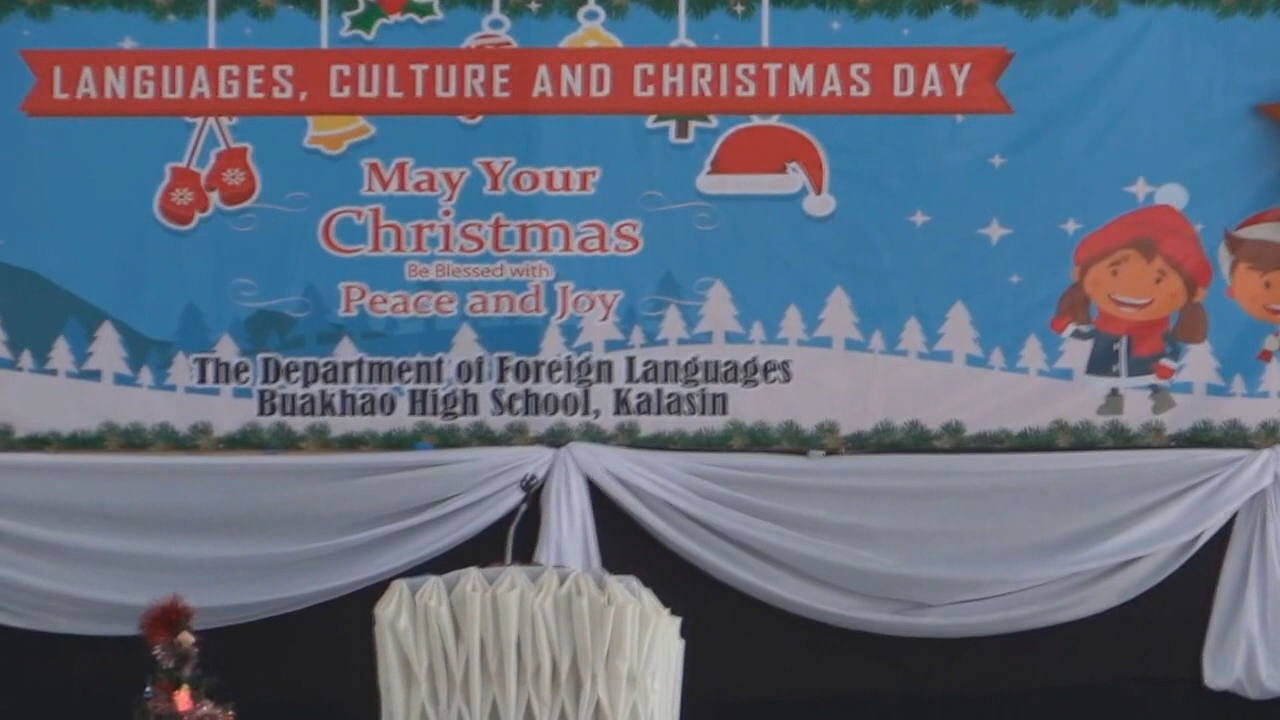 LANGUAGES, CULTURE AND CHRISTMAS DAY
May Your
Christmas
Be Blessed with
Peace and Joy
The Department of Foreign Languages
Buakhao High School, Kalasin